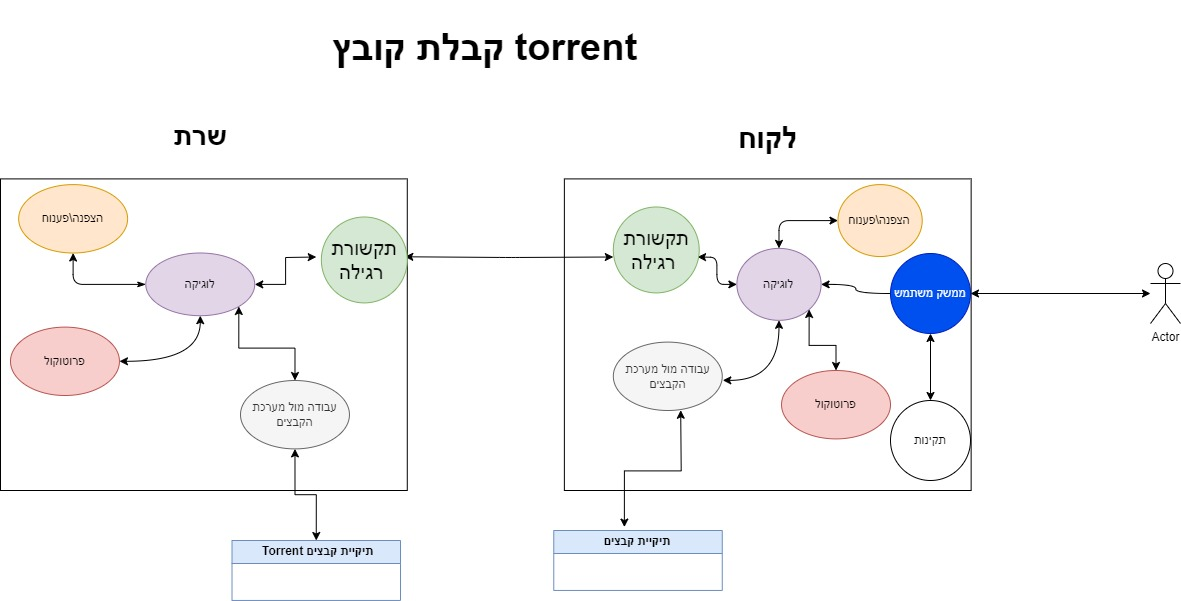 קבלת קובץ torrent
לקוח
שרת
הצפנה\פענוח
תקשורת
רגילה
לוגיקה
ממשק משתמש
עבודה מול מערכת
הקבצים
פרוטוקול
תקינות
Actor
תיקיית קבצים
הצפנה\פענוח
תקשורת
רגילה
לוגיקה
פרוטוקול
עבודה מול מערכת
הקבצים
תיקיית קבצים Torrent